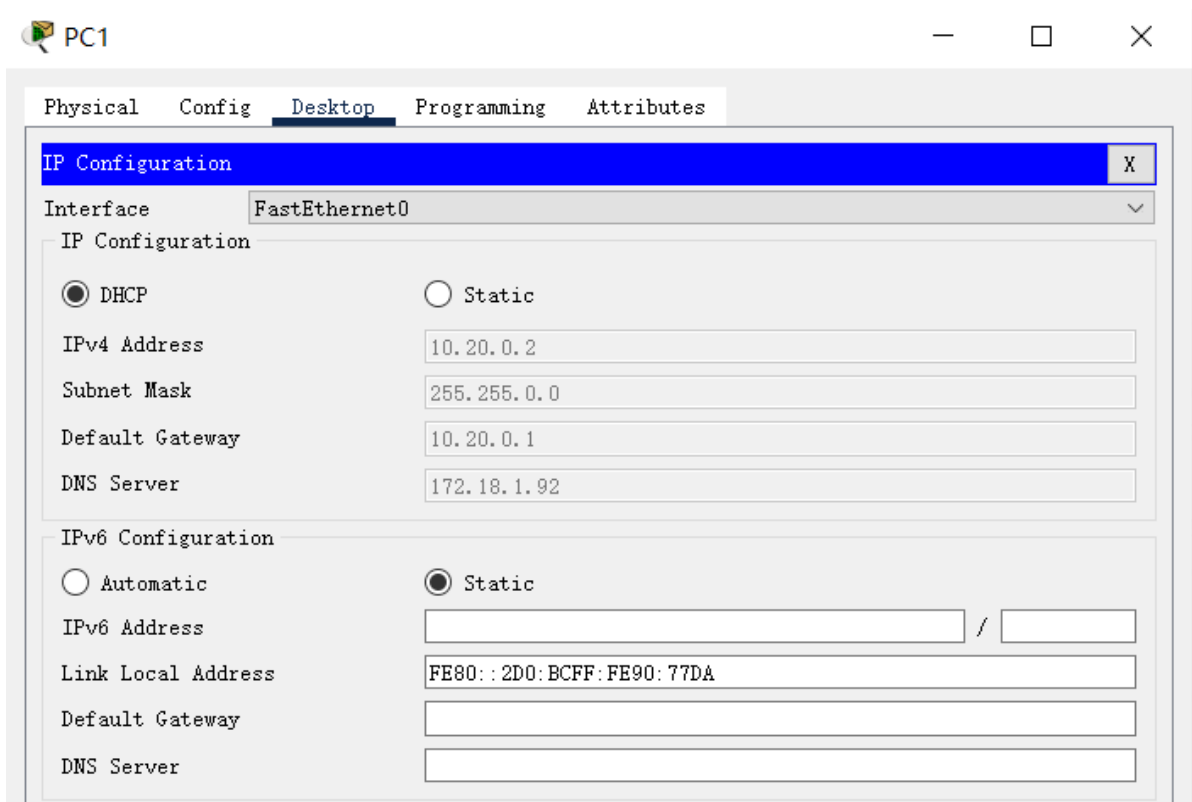 PC1
Physical Config Desktop Programming Attributes
IP Configuration X
Interface FastEthernet0
IP Configuration
DHCP Static
IPv4 Address 10.20.0.2
Subnet Mask 255.255.0.0
Default Gateway 10.20.0.1
DNS Server 172.18.1.92
IPv6 Configuration
Automatic Static
IPv6 Address /
Link Local Address FE80::2D0:BCFF:FE90:77DA
Default Gateway
DNS Server